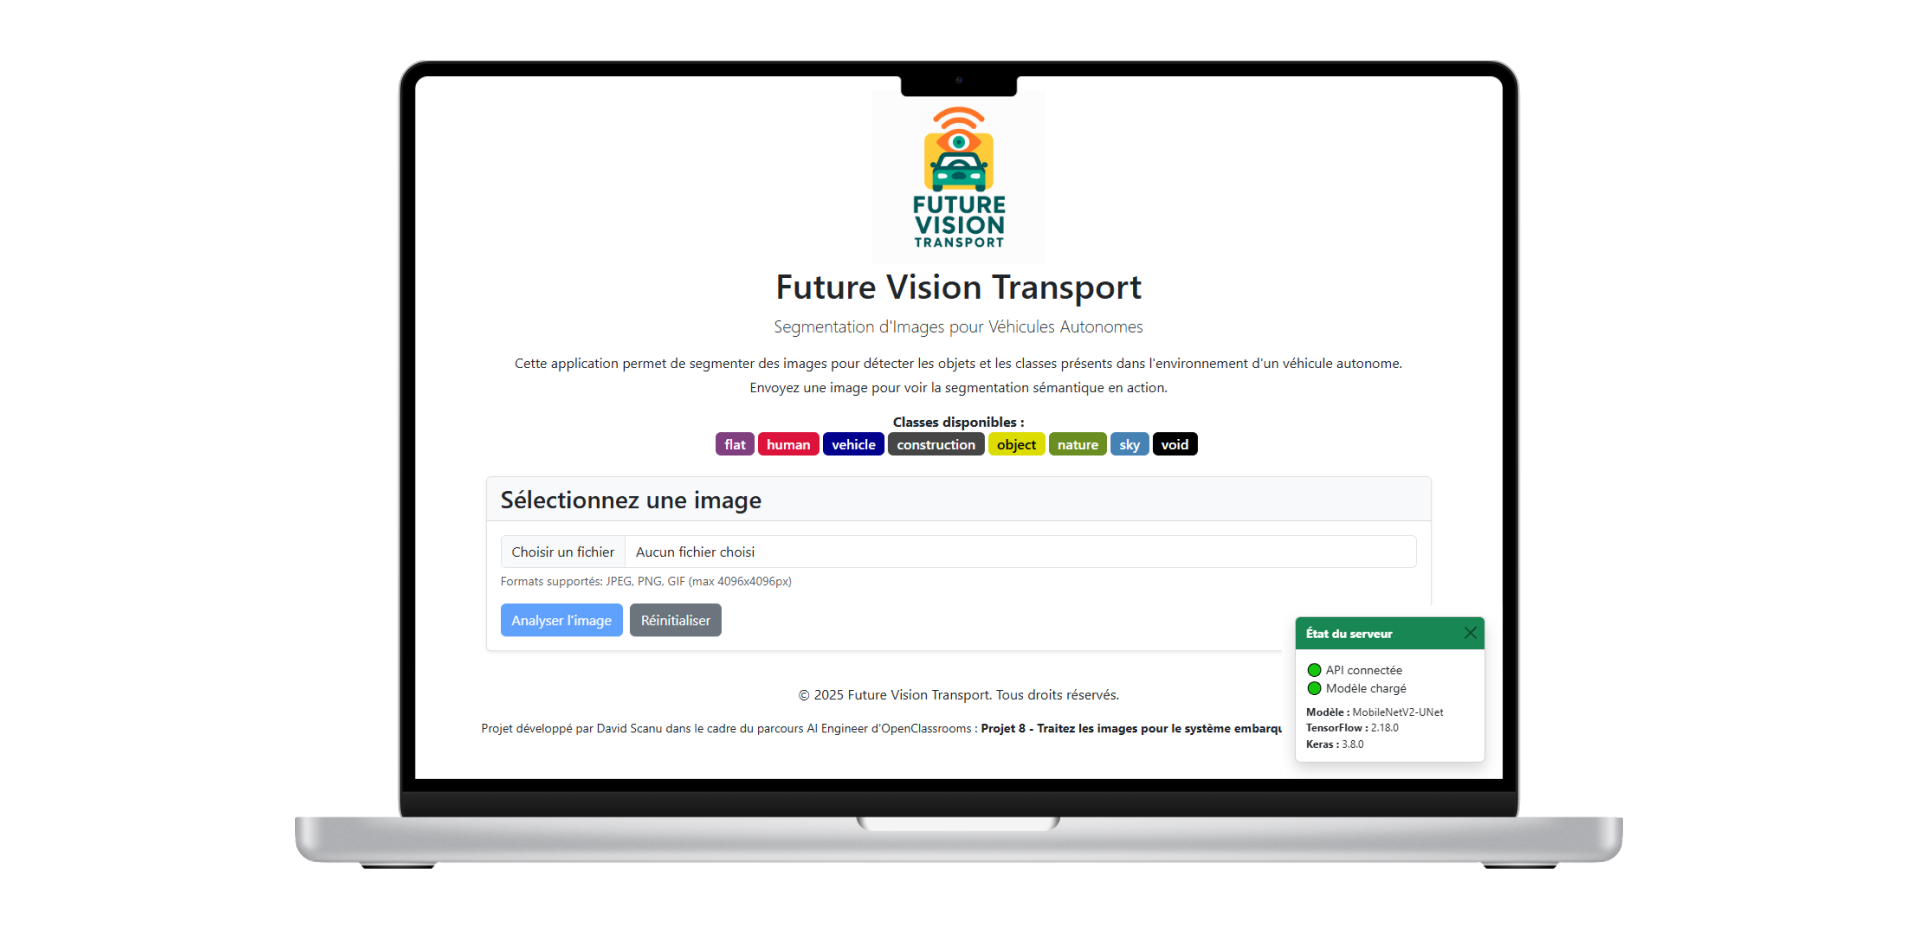 FUTURE
VISION
TRANSPORT
Future Vision Transport
Segmentation d'Images pour Véhicules Autonomes
Cette application permet de segmenter des images pour détecter les objets et les classes présents dans l'environnement d'un véhicule autonome.
Envoyez une image pour voir la segmentation sémantique en action.
Classes disponibles :
flat human vehicle construction object nature sky void
Sélectionnez une image
Choisir un fichier Aucun fichier choisi
Formats supportés: JPEG, PNG, GIF (max 4096x4096px)
Analyser l'image Réinitialiser
© 2025 Future Vision Transport. Tous droits réservés.
Projet développé par David Scanu dans le cadre du parcours AI Engineer d'OpenClassrooms : Projet 8 - Traitez les images pour le système embarqu
État du serveur
API connectée
Modèle chargé
Modèle : MobileNetV2-UNet
TensorFlow : 2.18.0
Keras : 3.8.0